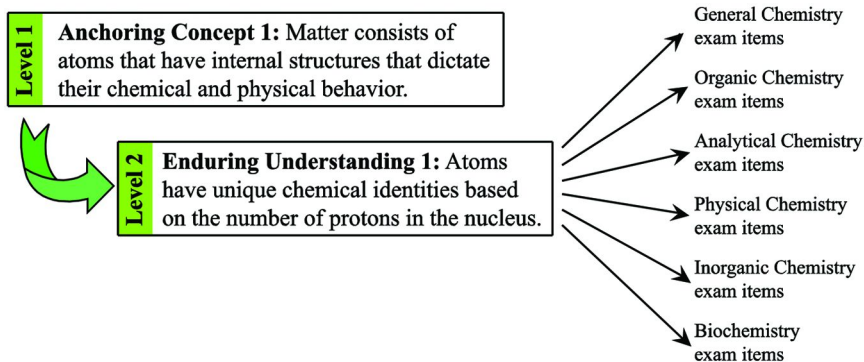 Level 1
Anchoring Concept 1: Matter consists of
atoms that have internal structures that dictate
their chemical and physical behavior.
Level 2
Enduring Understanding 1: Atoms
have unique chemical identities based
on the number of protons in the nucleus.
General Chemistry
exam items
Organic Chemistry
exam items
Analytical Chemistry
exam items
Physical Chemistry
exam items
Inorganic Chemistry
exam items
Biochemistry
exam items